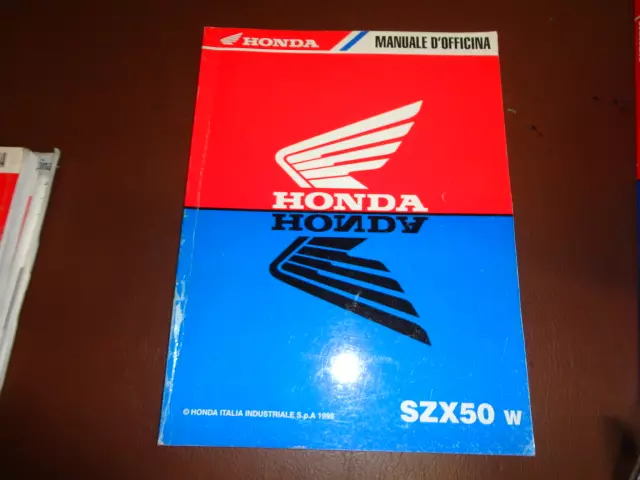 HONDA
MANUALE D'OFFICINA
HONDA
HONDA
© HONDA ITALIA INDUSTRIALE S.p.A 1998
SZX50 W